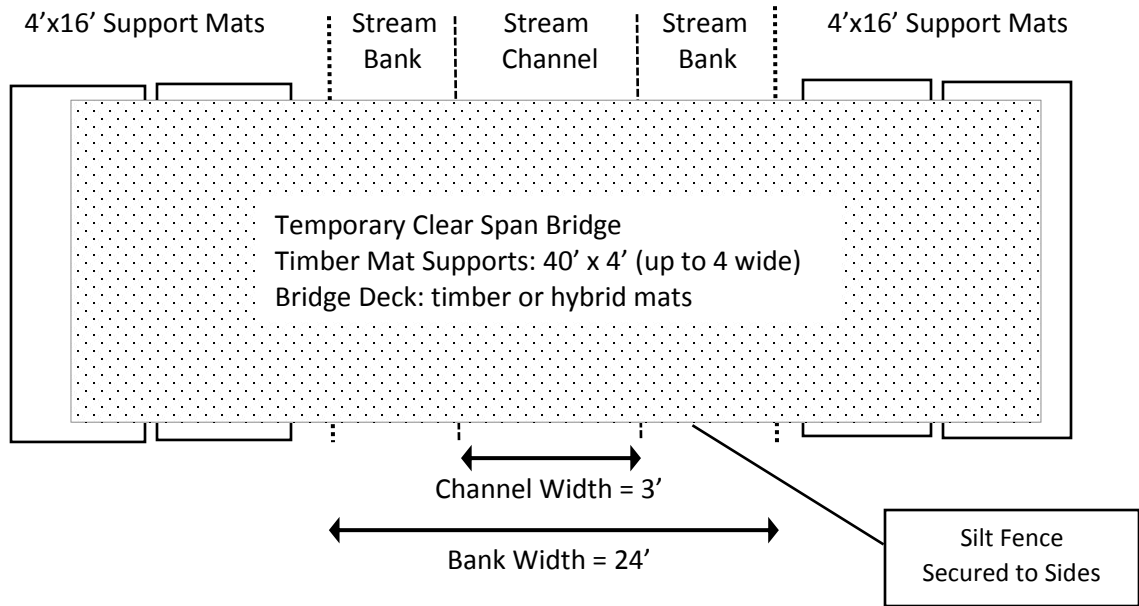 4’x16’ Support Mats
Stream
Bank
Stream
Channel
Stream
Bank
4’x16’ Support Mats
Temporary Clear Span Bridge
Timber Mat Supports: 40’ x 4’ (up to 4 wide)
Bridge Deck: timber or hybrid mats
Channel Width = 3’
Bank Width = 24’
Silt Fence
Secured to Sides